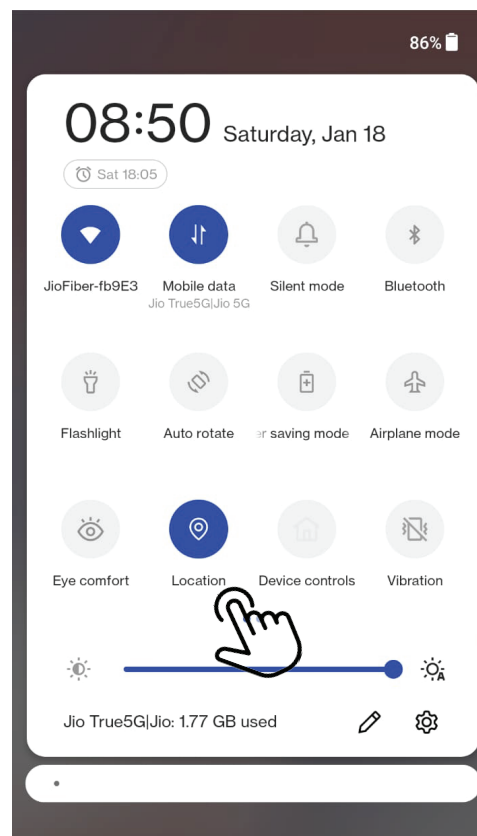 86%
08:50 Saturday, Jan 18
Sat 18:05
JioFiber-fb9E3 Mobile data Silent mode Bluetooth
Jio True5G|Jio 5G
Flashlight Auto rotate er saving mode Airplane mode
Eye comfort Location Device controls Vibration
A
Jio True5G|Jio: 1.77 GB used